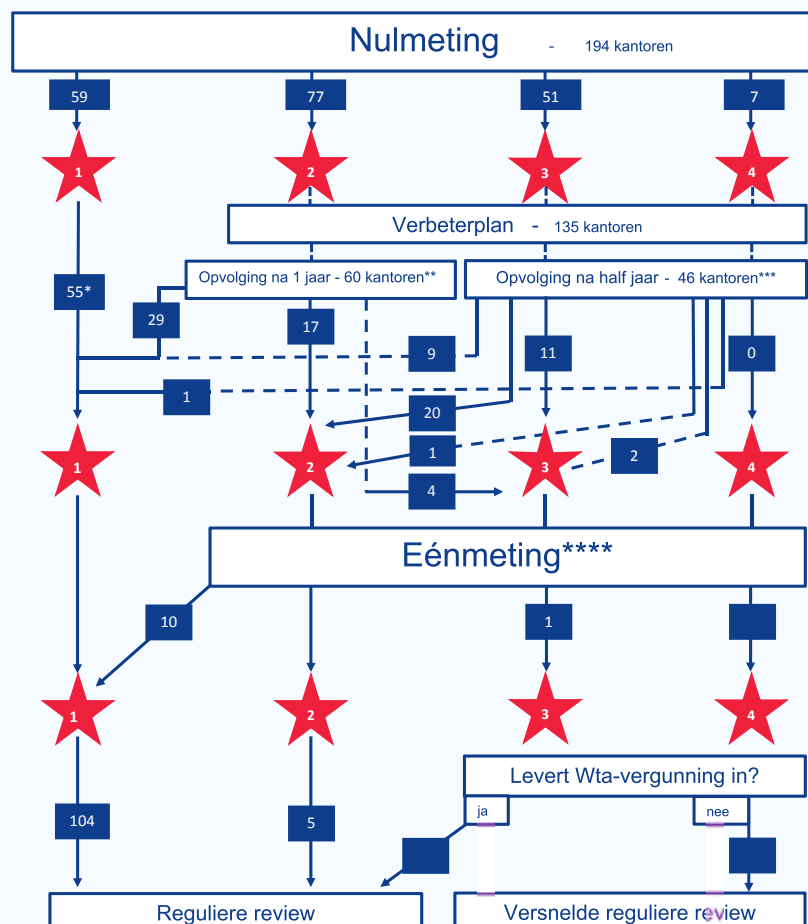 Nulmeting - 194 kantoren
59 77 51 7
1 2 3 4
Verbeterplan - 135 kantoren
Opvolging na 1 jaar - 60 kantoren** Opvolging na half jaar - 46 kantoren***
55*
29 17
9 11 0
1
20
1 2
4
1 2 3 4
Eénmeting****
10 1
1 2 3 4
Levert Wta-vergunning in?
ja nee
104 5
Reguliere review Versnelde reguliere review